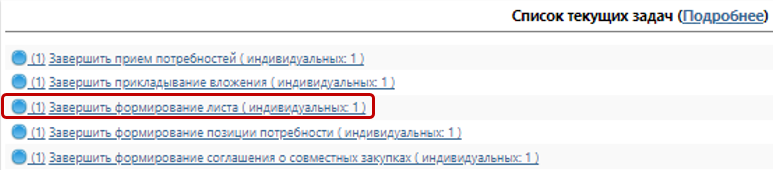 Список текущих задач (Подробнее)
(1) Завершить прием потребностей ( индивидуальных: 1 )
(1) Завершить прикладывание вложения ( индивидуальных: 1 )
(1) Завершить формирование листа ( индивидуальных: 1 )
(1) Завершить формирование позиции потребности ( индивидуальных: 1 )
(1) Завершить формирование соглашения о совместных закупках ( индивидуальных: 1 )